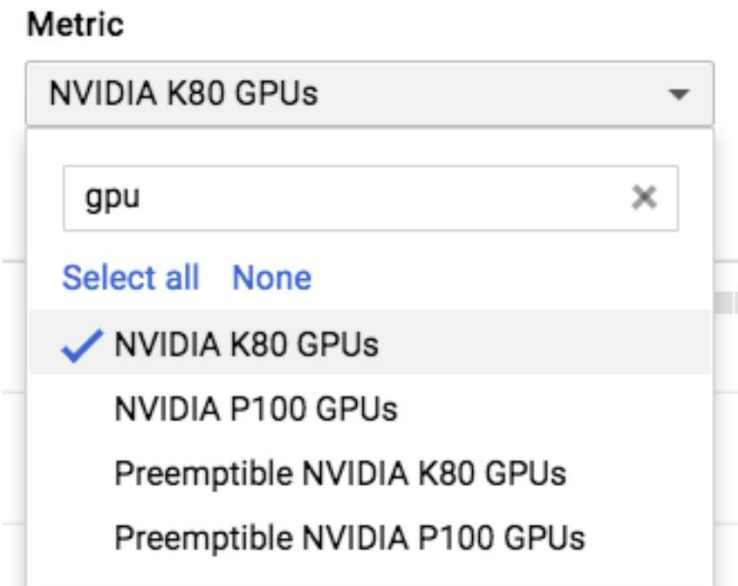 Metric
NVIDIA K80 GPUs
gpu
Select all None
NVIDIA K80 GPUs
NVIDIA P100 GPUs
Preemptible NVIDIA K80 GPUs
Preemptible NVIDIA P100 GPUs